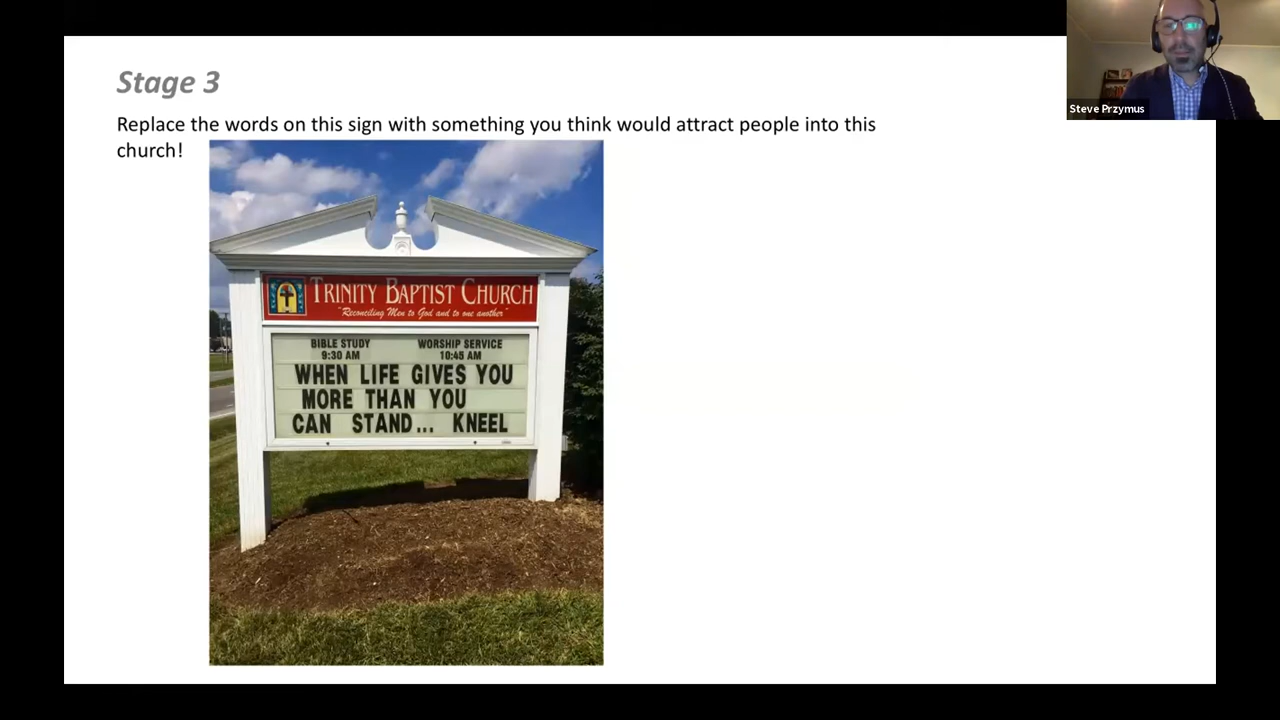 Stage 3
Replace the words on this sign with something you think would attract people into this
church!
Steve Przymus
TRINITY BAPTIST CHURCH
"Reconciling Men to God and to one another"
BIBLE STUDY WORSHIP SERVICE
9:30 AM 10:45 AM
WHEN LIFE GIVES YOU
MORE THAN YOU
CAN STAND... KNEEL